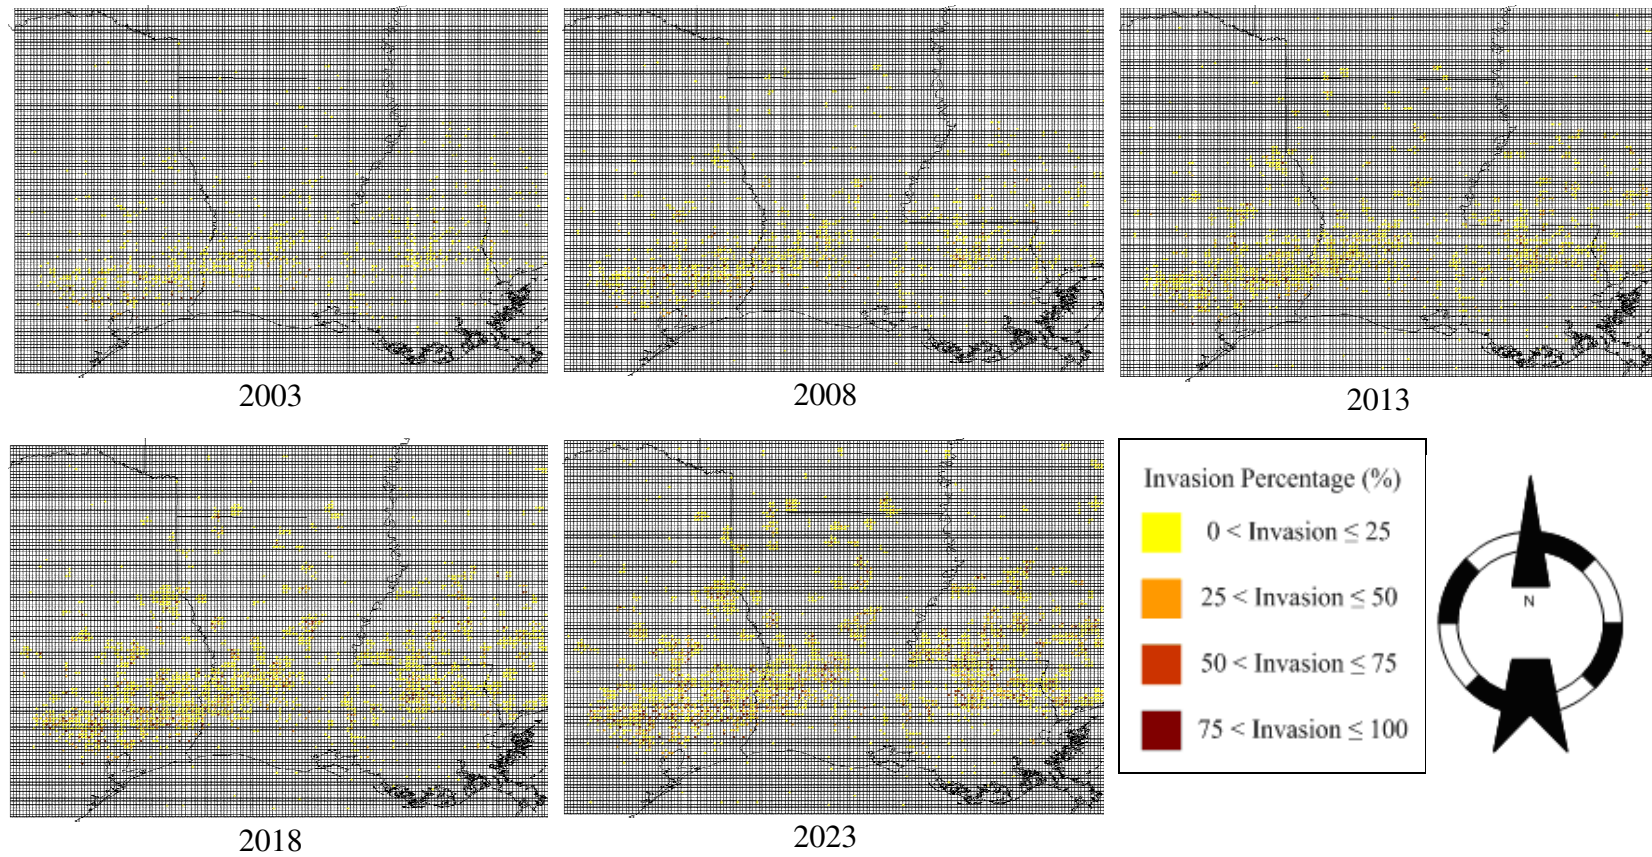 2003
2008
2013
2018
2023
Invasion Percentage (%)
0 < Invasion ≤ 25
25 < Invasion ≤ 50
50 < Invasion ≤ 75
75 < Invasion ≤ 100
N